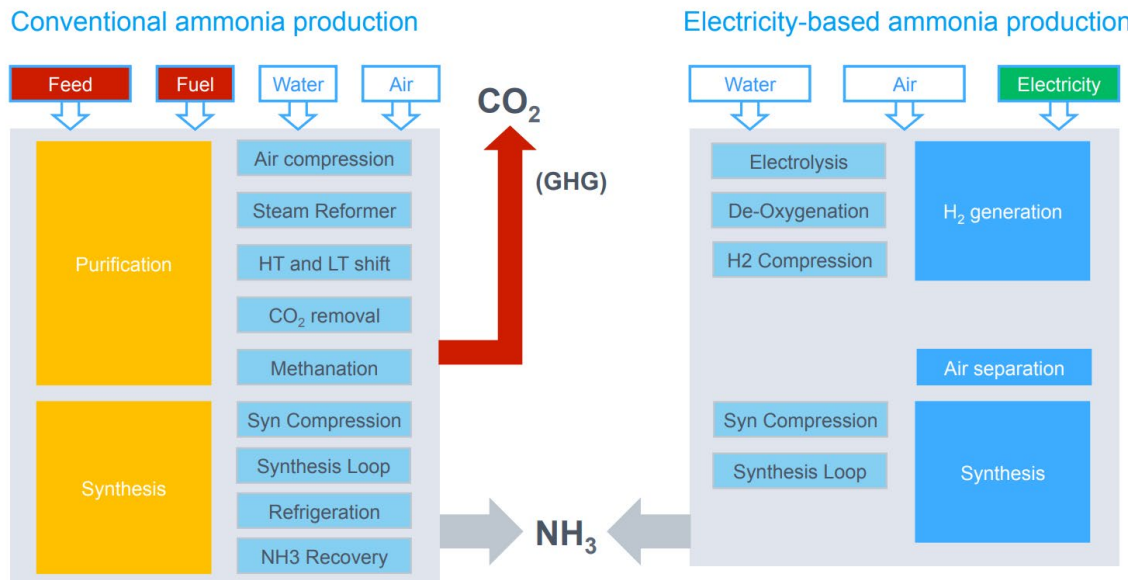 Conventional ammonia production
Feed
Fuel
Water
Air
Purification
Air compression
Steam Reformer
HT and LT shift
CO₂ removal
Methanation
Synthesis
Syn Compression
Synthesis Loop
Refrigeration
NH3 Recovery
CO₂
(GHG)
NH₃
Electricity-based ammonia production
Water
Air
Electricity
Electrolysis
De-Oxygenation
H2 Compression
H₂ generation
Air separation
Syn Compression
Synthesis Loop
Synthesis